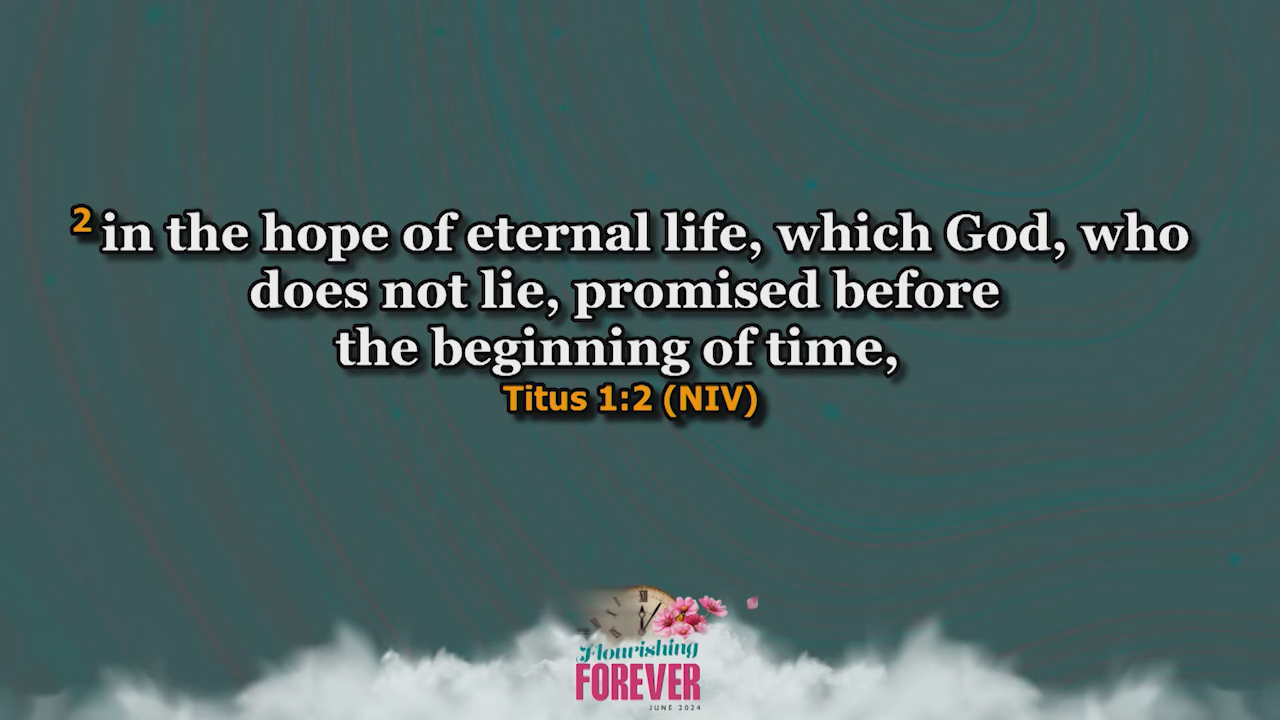 2 in the hope of eternal life, which God, who
does not lie, promised before
the beginning of time,
Titus 1:2 (NIV)
XII
Flourishing
FOREVER
JUNE 2024